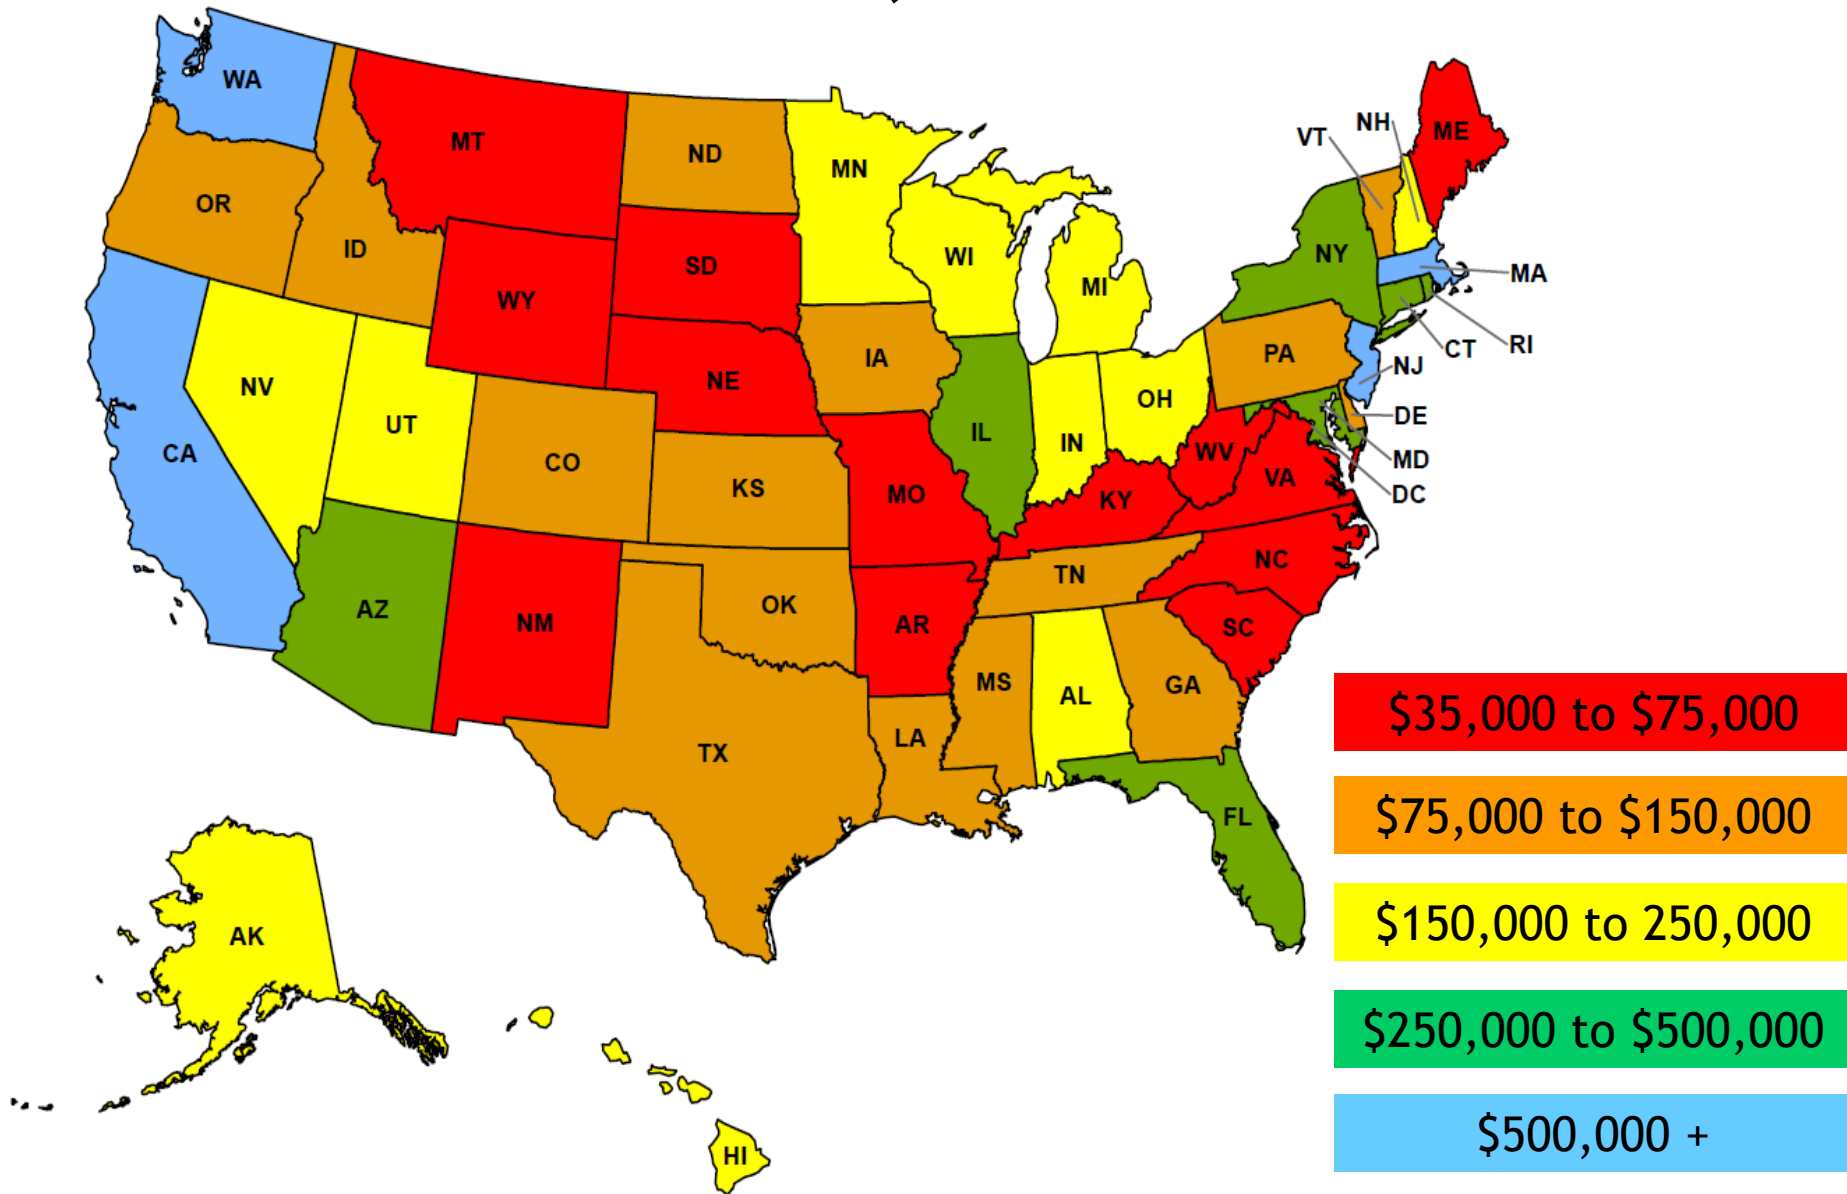 WA
MT
ND
MN
OR
ID
SD
WY
WI
MI
VT
NH
ME
NY
MA
RI
CT
NJ
PA
DE
MD
DC
NV
UT
CO
NE
IA
KS
MO
IL
IN
OH
WV
VA
KY
CA
AZ
NM
OK
AR
TN
NC
SC
TX
LA
MS
AL
GA
FL
AK
HI
$35,000 to $75,000
$75,000 to $150,000
$150,000 to 250,000
$250,000 to $500,000
$500,000 +